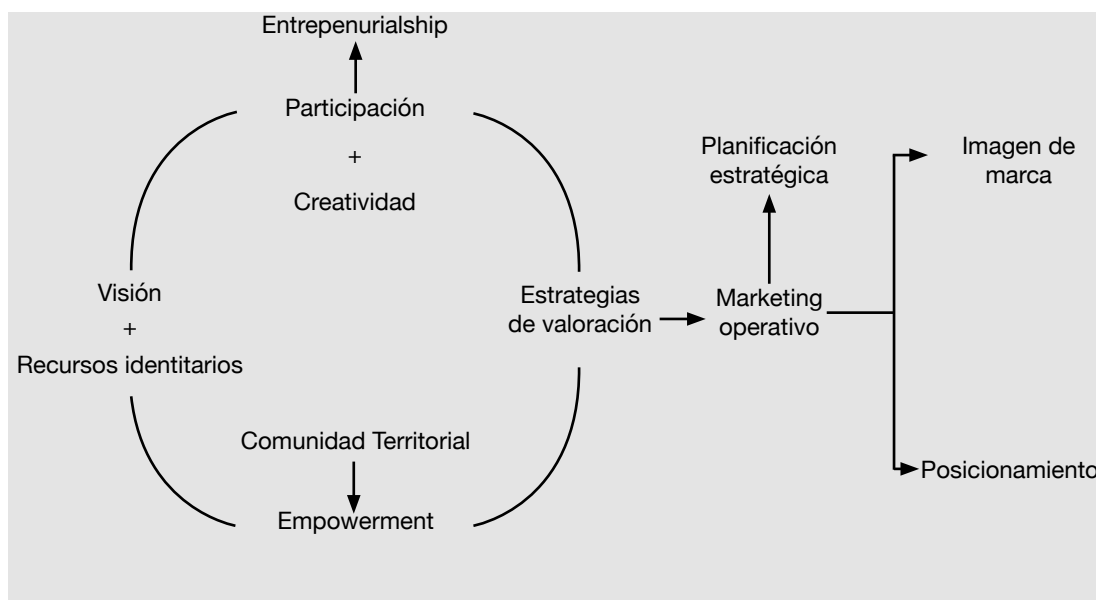 Entrepenurialship
Participación
+
Creatividad
Visión
+
Recursos identitarios
Comunidad Territorial
Empowerment
Estrategias
de valoración
Marketing
operativo
Planificación
estratégica
Imagen de
marca
Posicionamiento